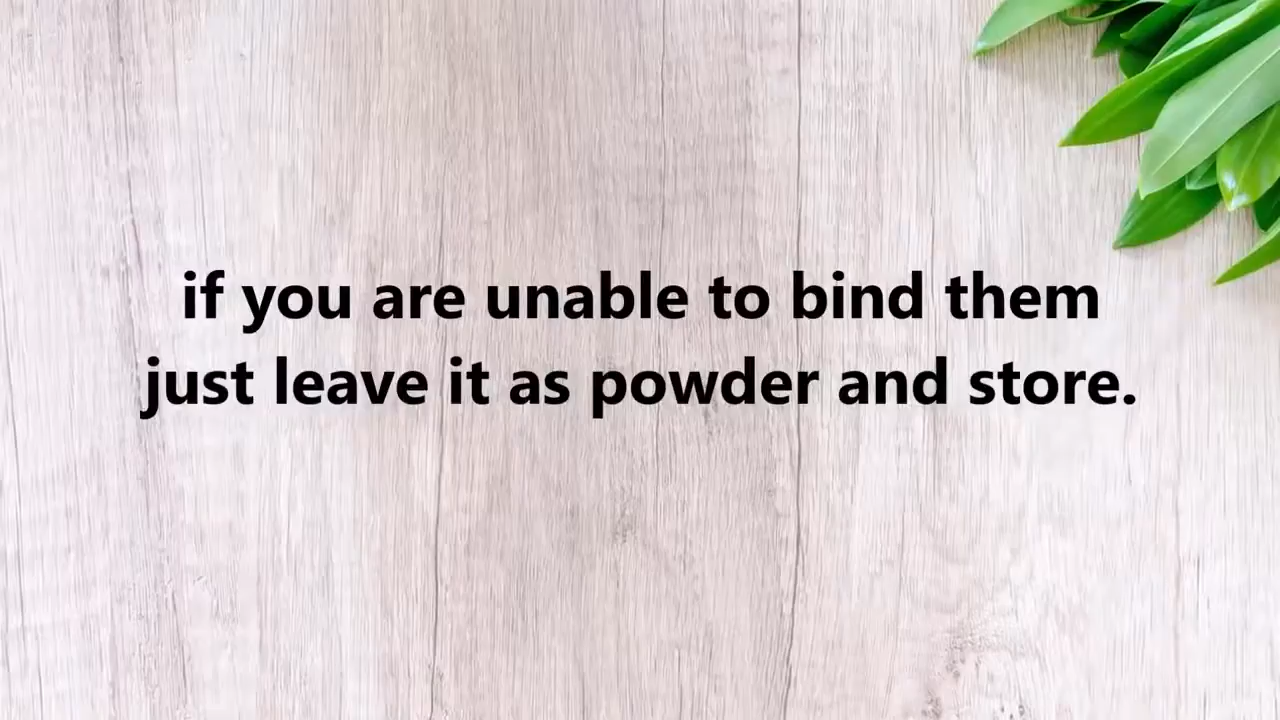 if you are unable to bind them
just leave it as powder and store.